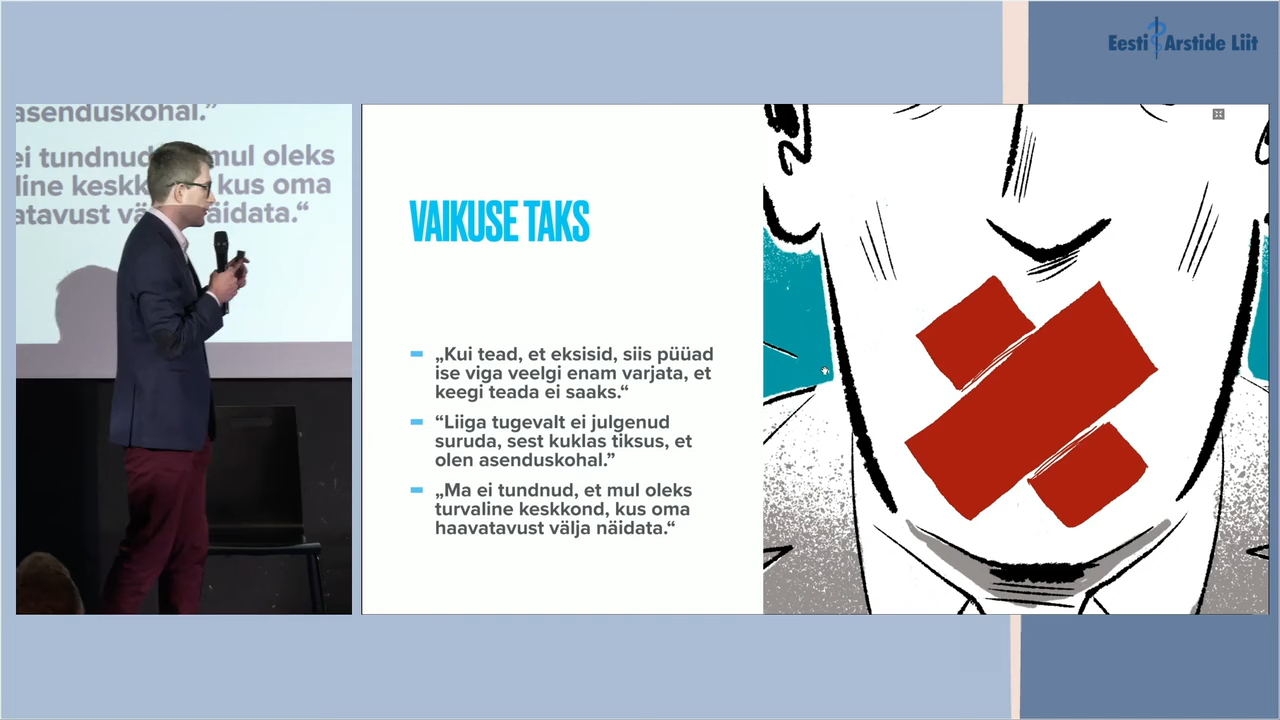 Eesti Arstide Liit
asenduskohal.”
ei tundnud mul oleks
line keskk kus oma
atavust vä näidata.“
VAIKUSE TAKS
„Kui tead, et eksisid, siis püüad
ise viga veelgi enam varjata, et
keegi teada ei saaks.“
“Liiga tugevalt ei julgenud
suruda, sest kuklas tiksus, et
olen asenduskohal.”
„Ma ei tundnud, et mul oleks
turvaline keskkond, kus oma
haavatavust välja näidata.“